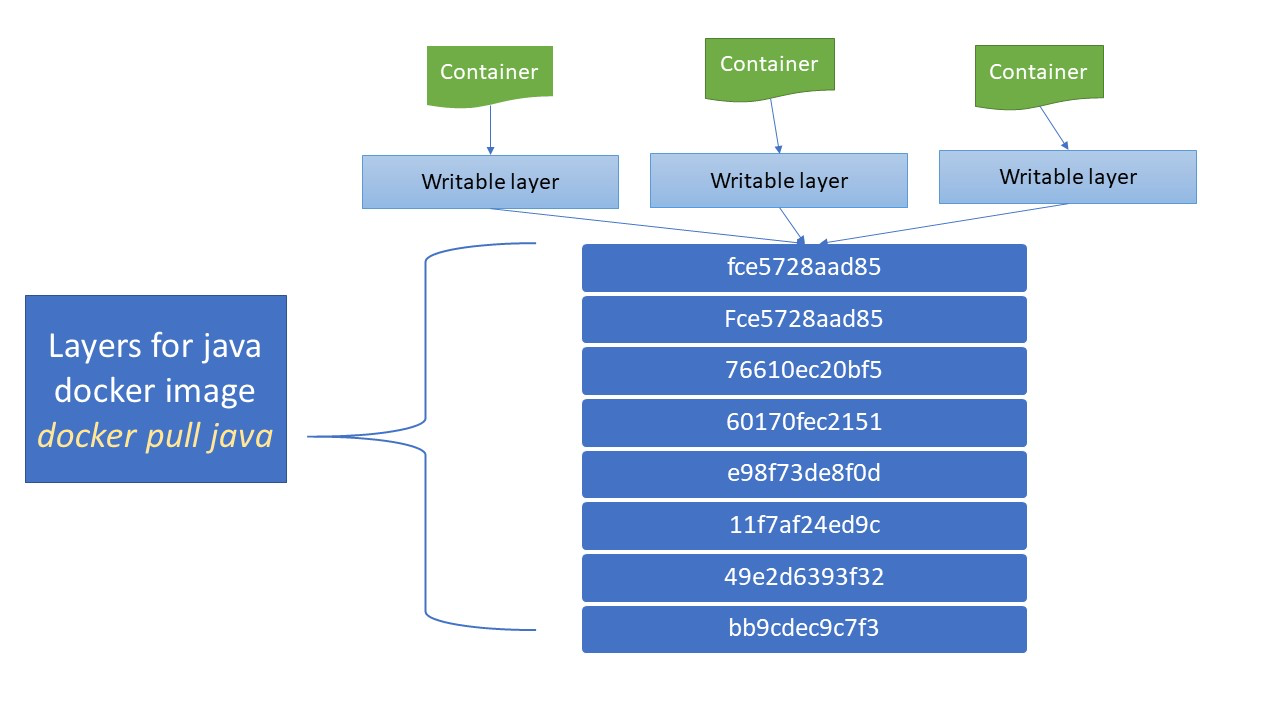 Container
Container
Container
Writable layer
Writable layer
Writable layer
fce5728aad85
Fce5728aad85
76610ec20bf5
60170fec2151
e98f73de8f0d
11f7af24ed9c
49e2d6393f32
bb9cdec9c7f3
Layers for java
docker image
docker pull java